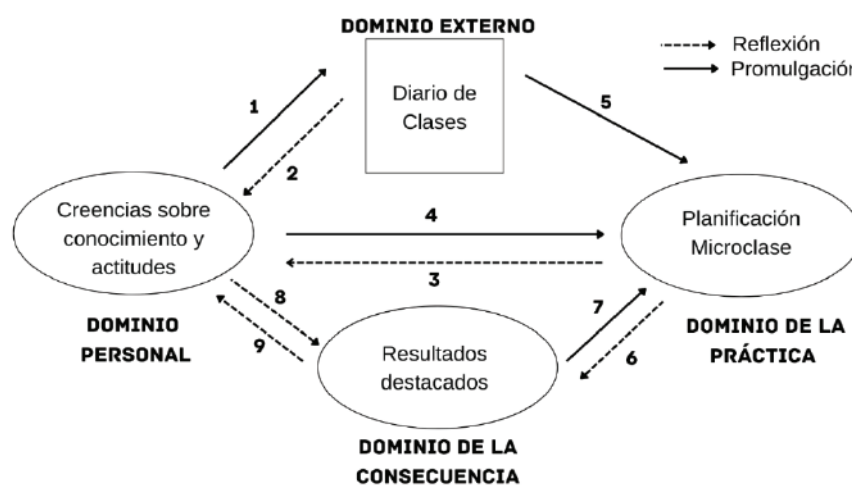 DOMINIO EXTERNO
Reflexión
Promulgación
Diario de
Clases
1
5
2
Creencias sobre
conocimiento y
actitudes
4
Planificación
Microclase
3
8
7
DOMINIO
PERSONAL
9
Resultados
destacados
6
DOMINIO DE LA
PRÁCTICA
DOMINIO DE LA
CONSECUENCIA